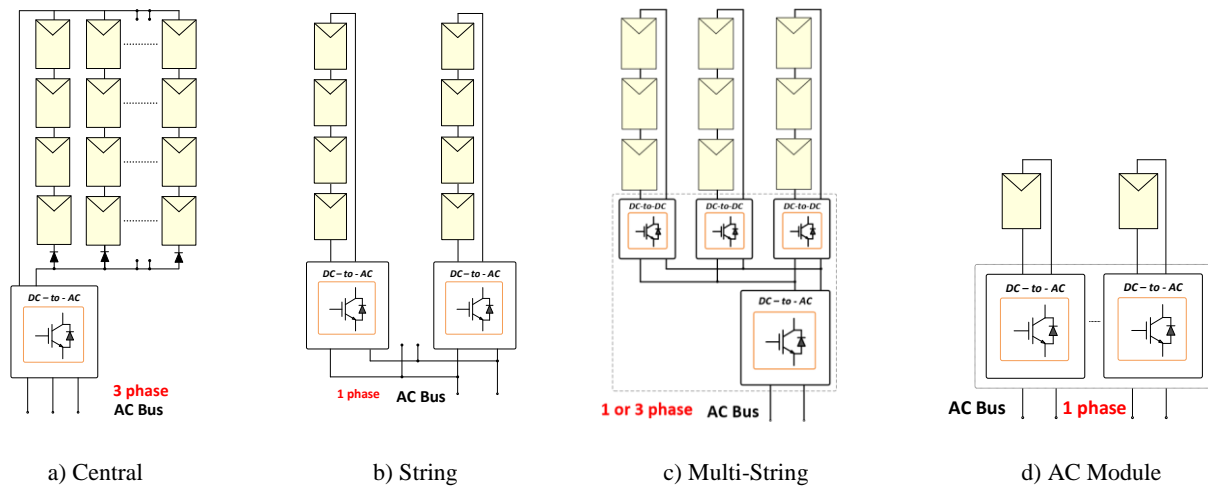 DC – to - AC
3 phase
AC Bus
a) Central
DC – to - AC
DC – to - AC
1 phase
AC Bus
b) String
DC-to-DC
DC-to-DC
DC-to-DC
DC – to - AC
1 or 3 phase
AC Bus
c) Multi-String
DC – to - AC
DC – to - AC
AC Bus
1 phase
d) AC Module